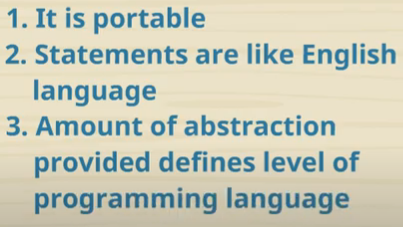 1. It is portable
2. Statements are like English
language
3. Amount of abstraction
provided defines level of
programming language